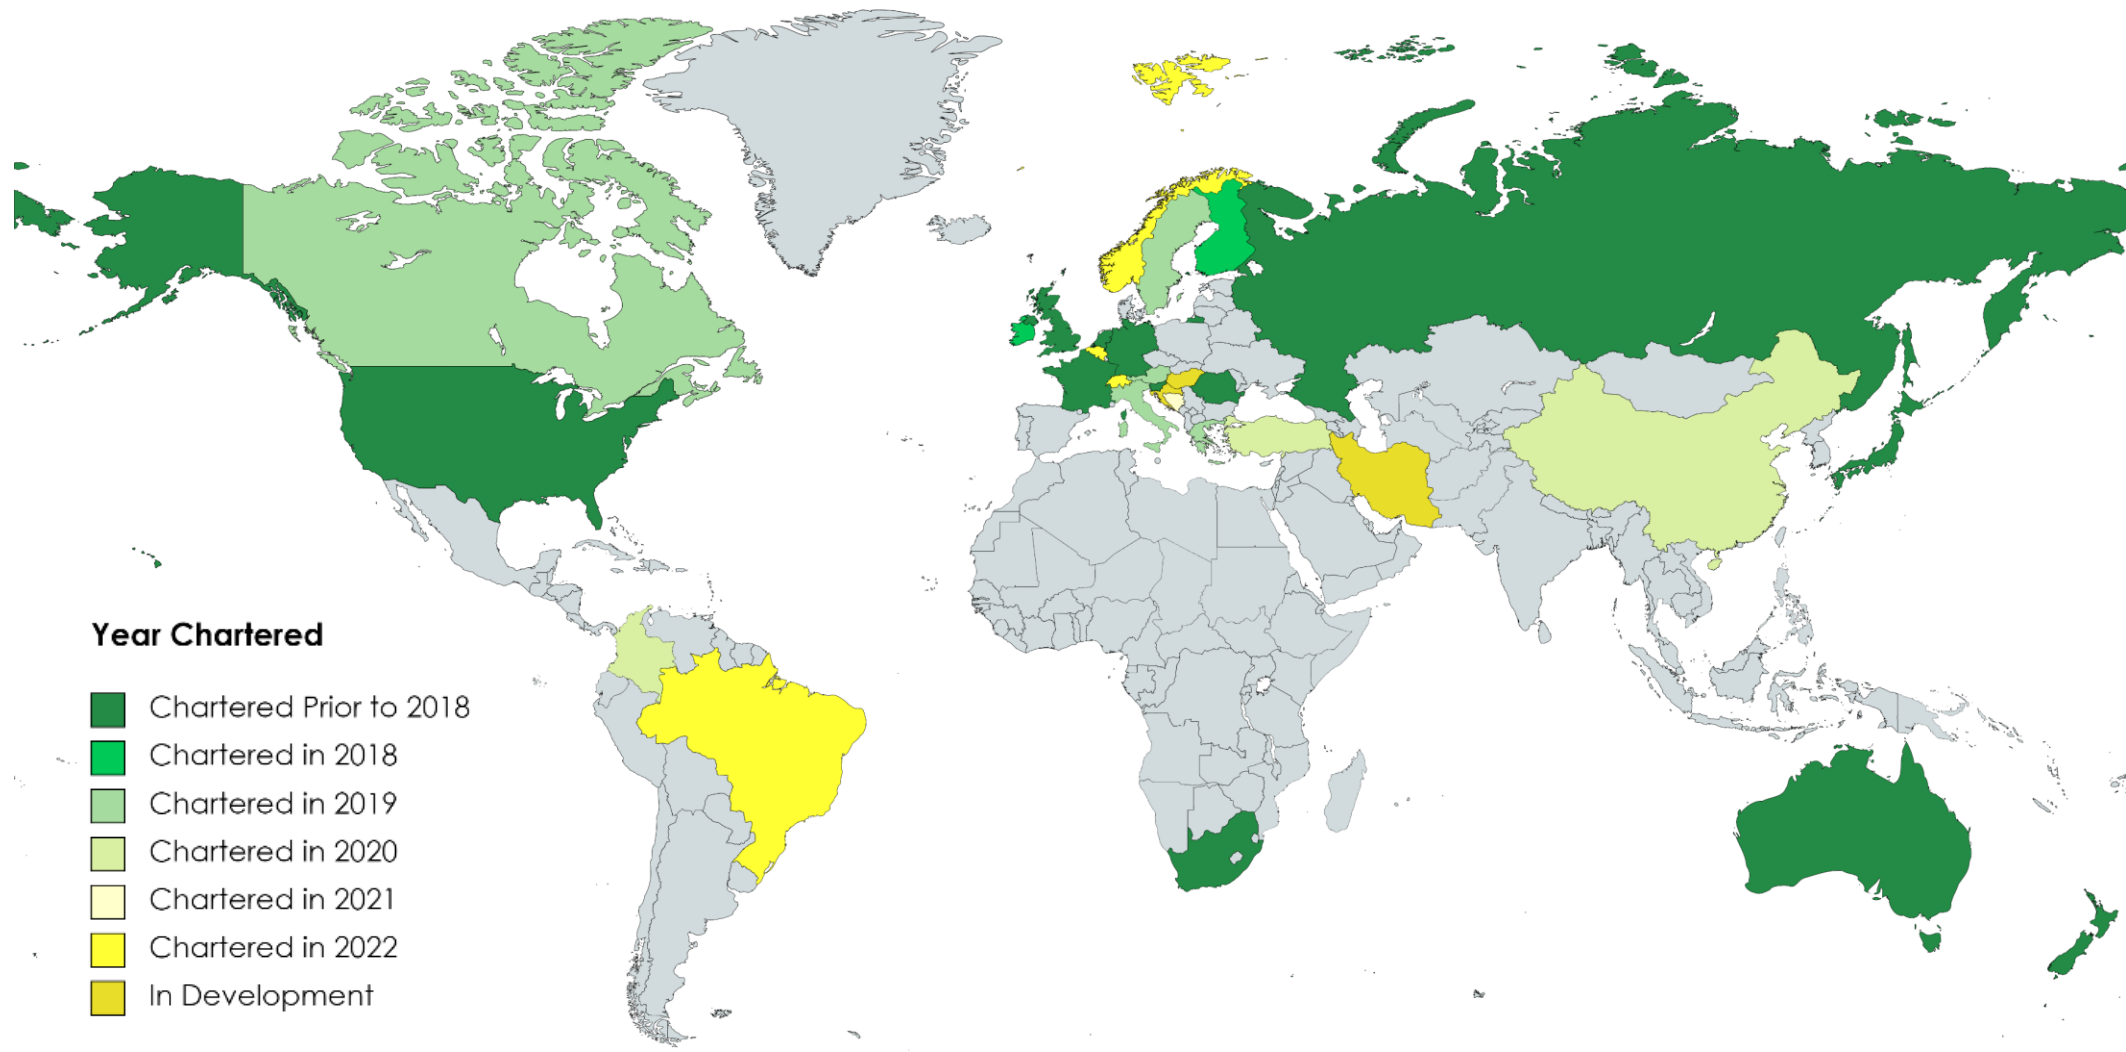 Year Chartered
Chartered Prior to 2018
Chartered in 2018
Chartered in 2019
Chartered in 2020
Chartered in 2021
Chartered in 2022
In Development